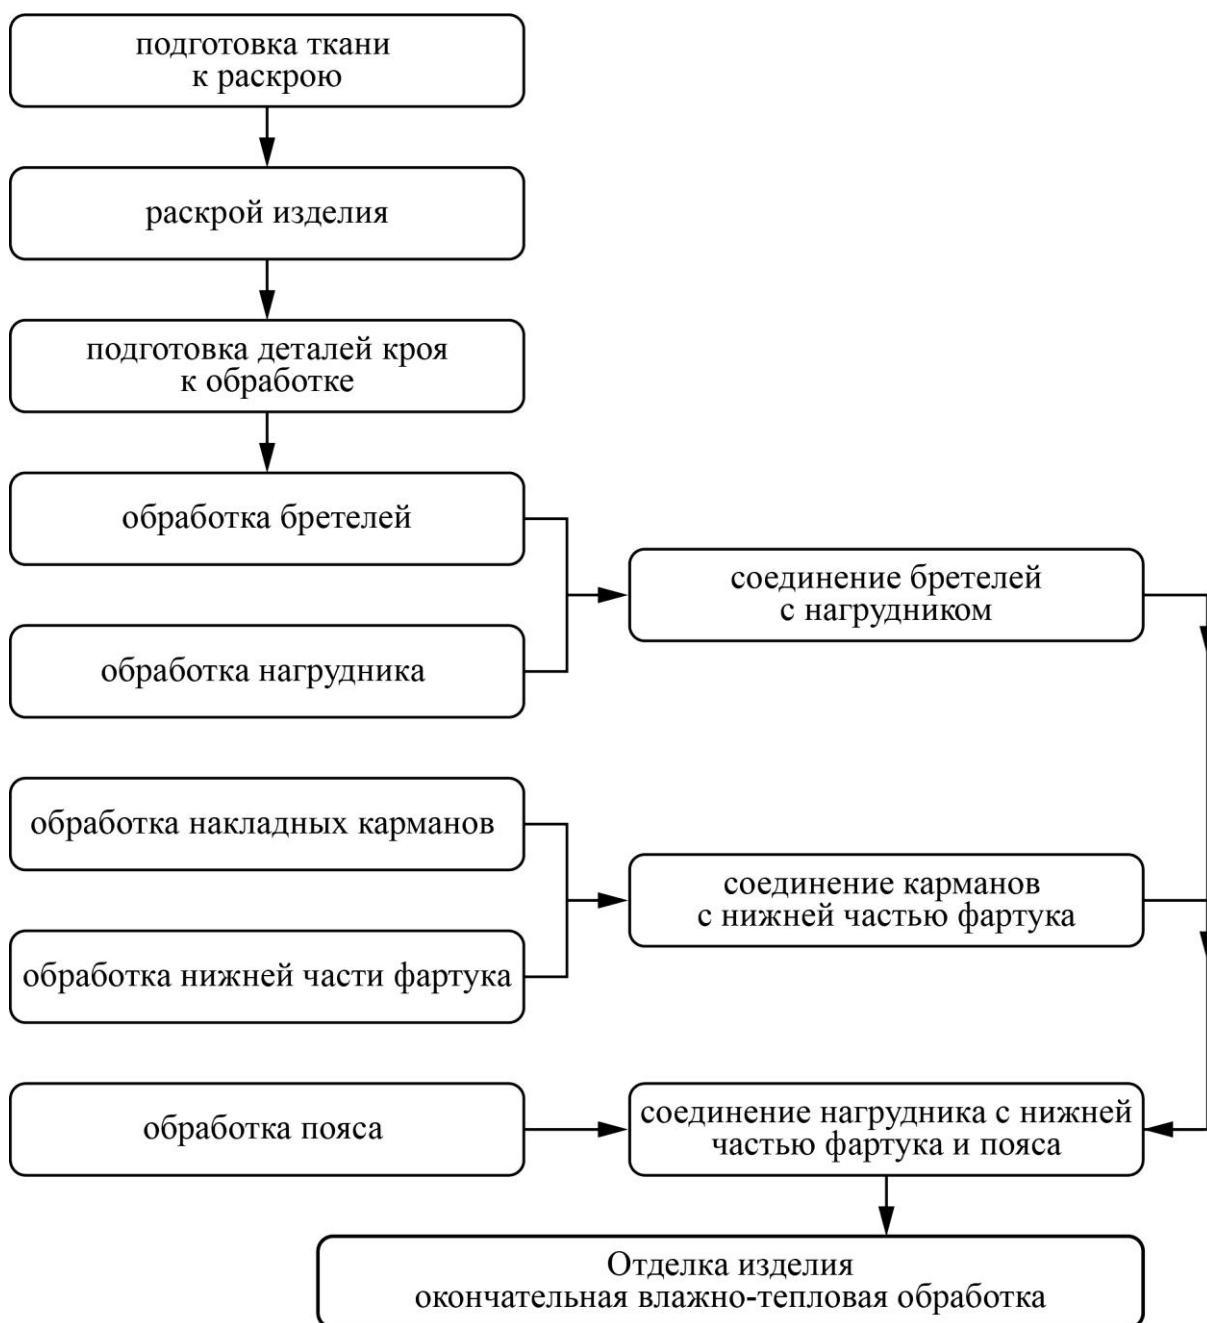 подготовка ткани
к раскрою
раскрой изделия
подготовка деталей кроя
к обработке
обработка бретелей
соединение бретелей
с нагрудником
обработка нагрудника
обработка накладных карманов
соединение карманов
с нижней частью фартука
обработка нижней части фартука
обработка пояса
соединение нагрудника с нижней
частью фартука и пояса
Отделка изделия
окончательная влажно-тепловая обработка